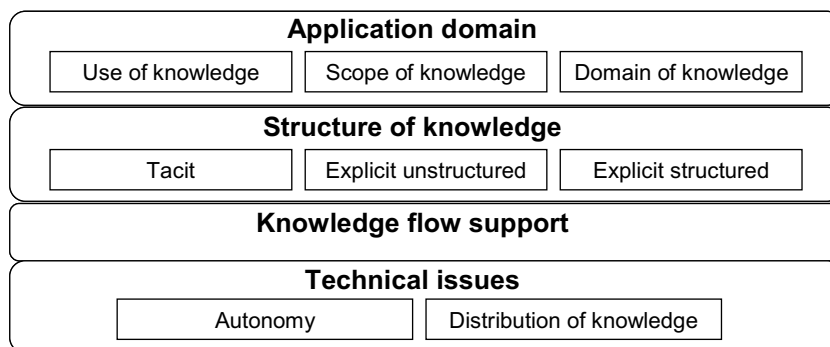 Application domain
Use of knowledge
Scope of knowledge
Domain of knowledge
Structure of knowledge
Tacit
Explicit unstructured
Explicit structured
Knowledge flow support
Technical issues
Autonomy
Distribution of knowledge